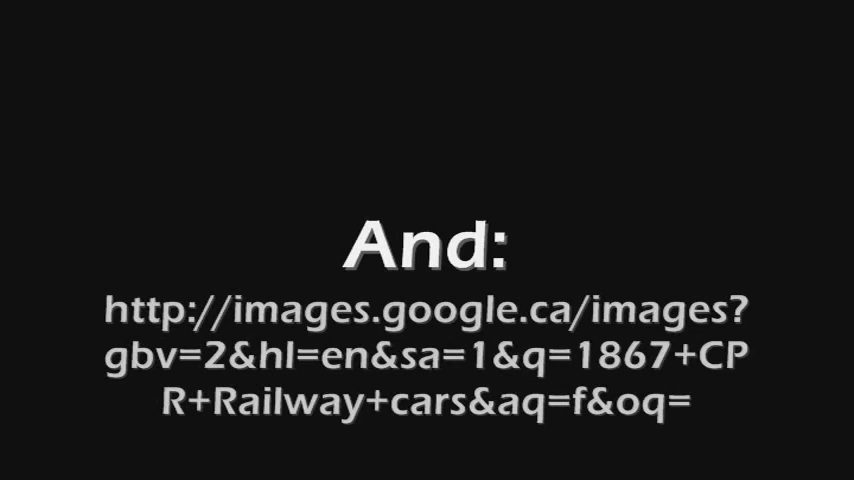 And:
http://images.google.ca/images?
gbv=2&hl=en&sa=1&q=1867+CP
R+Railway+cars&aq=f&oq=